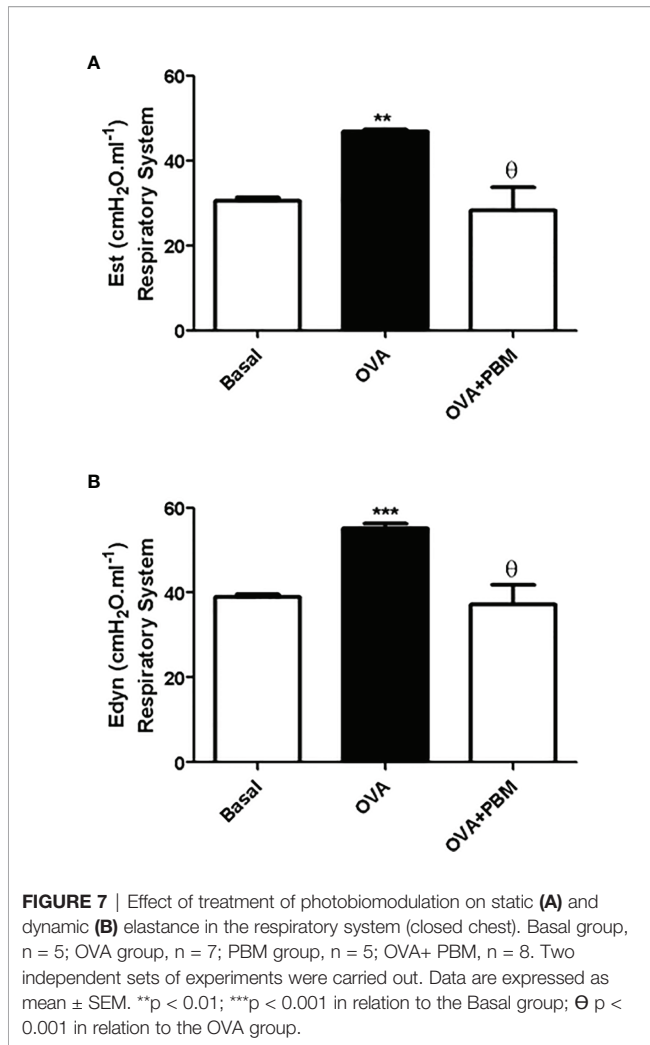 A
Est (cmH₂O.ml⁻¹)
Respiratory System
60
40
20
0
**
θ
Basal
OVA
OVA+PBM
B
Edyn (cmH₂O.ml⁻¹)
Respiratory System
60
40
20
0
***
θ
Basal
OVA
OVA+PBM
FIGURE 7 | Effect of treatment of photobiomodulation on static (A) and
dynamic (B) elastance in the respiratory system (closed chest). Basal group,
n = 5; OVA group, n = 7; PBM group, n = 5; OVA+ PBM, n = 8. Two
independent sets of experiments were carried out. Data are expressed as
mean ± SEM. **p < 0.01; ***p < 0.001 in relation to the Basal group; ϴ p <
0.001 in relation to the OVA group.